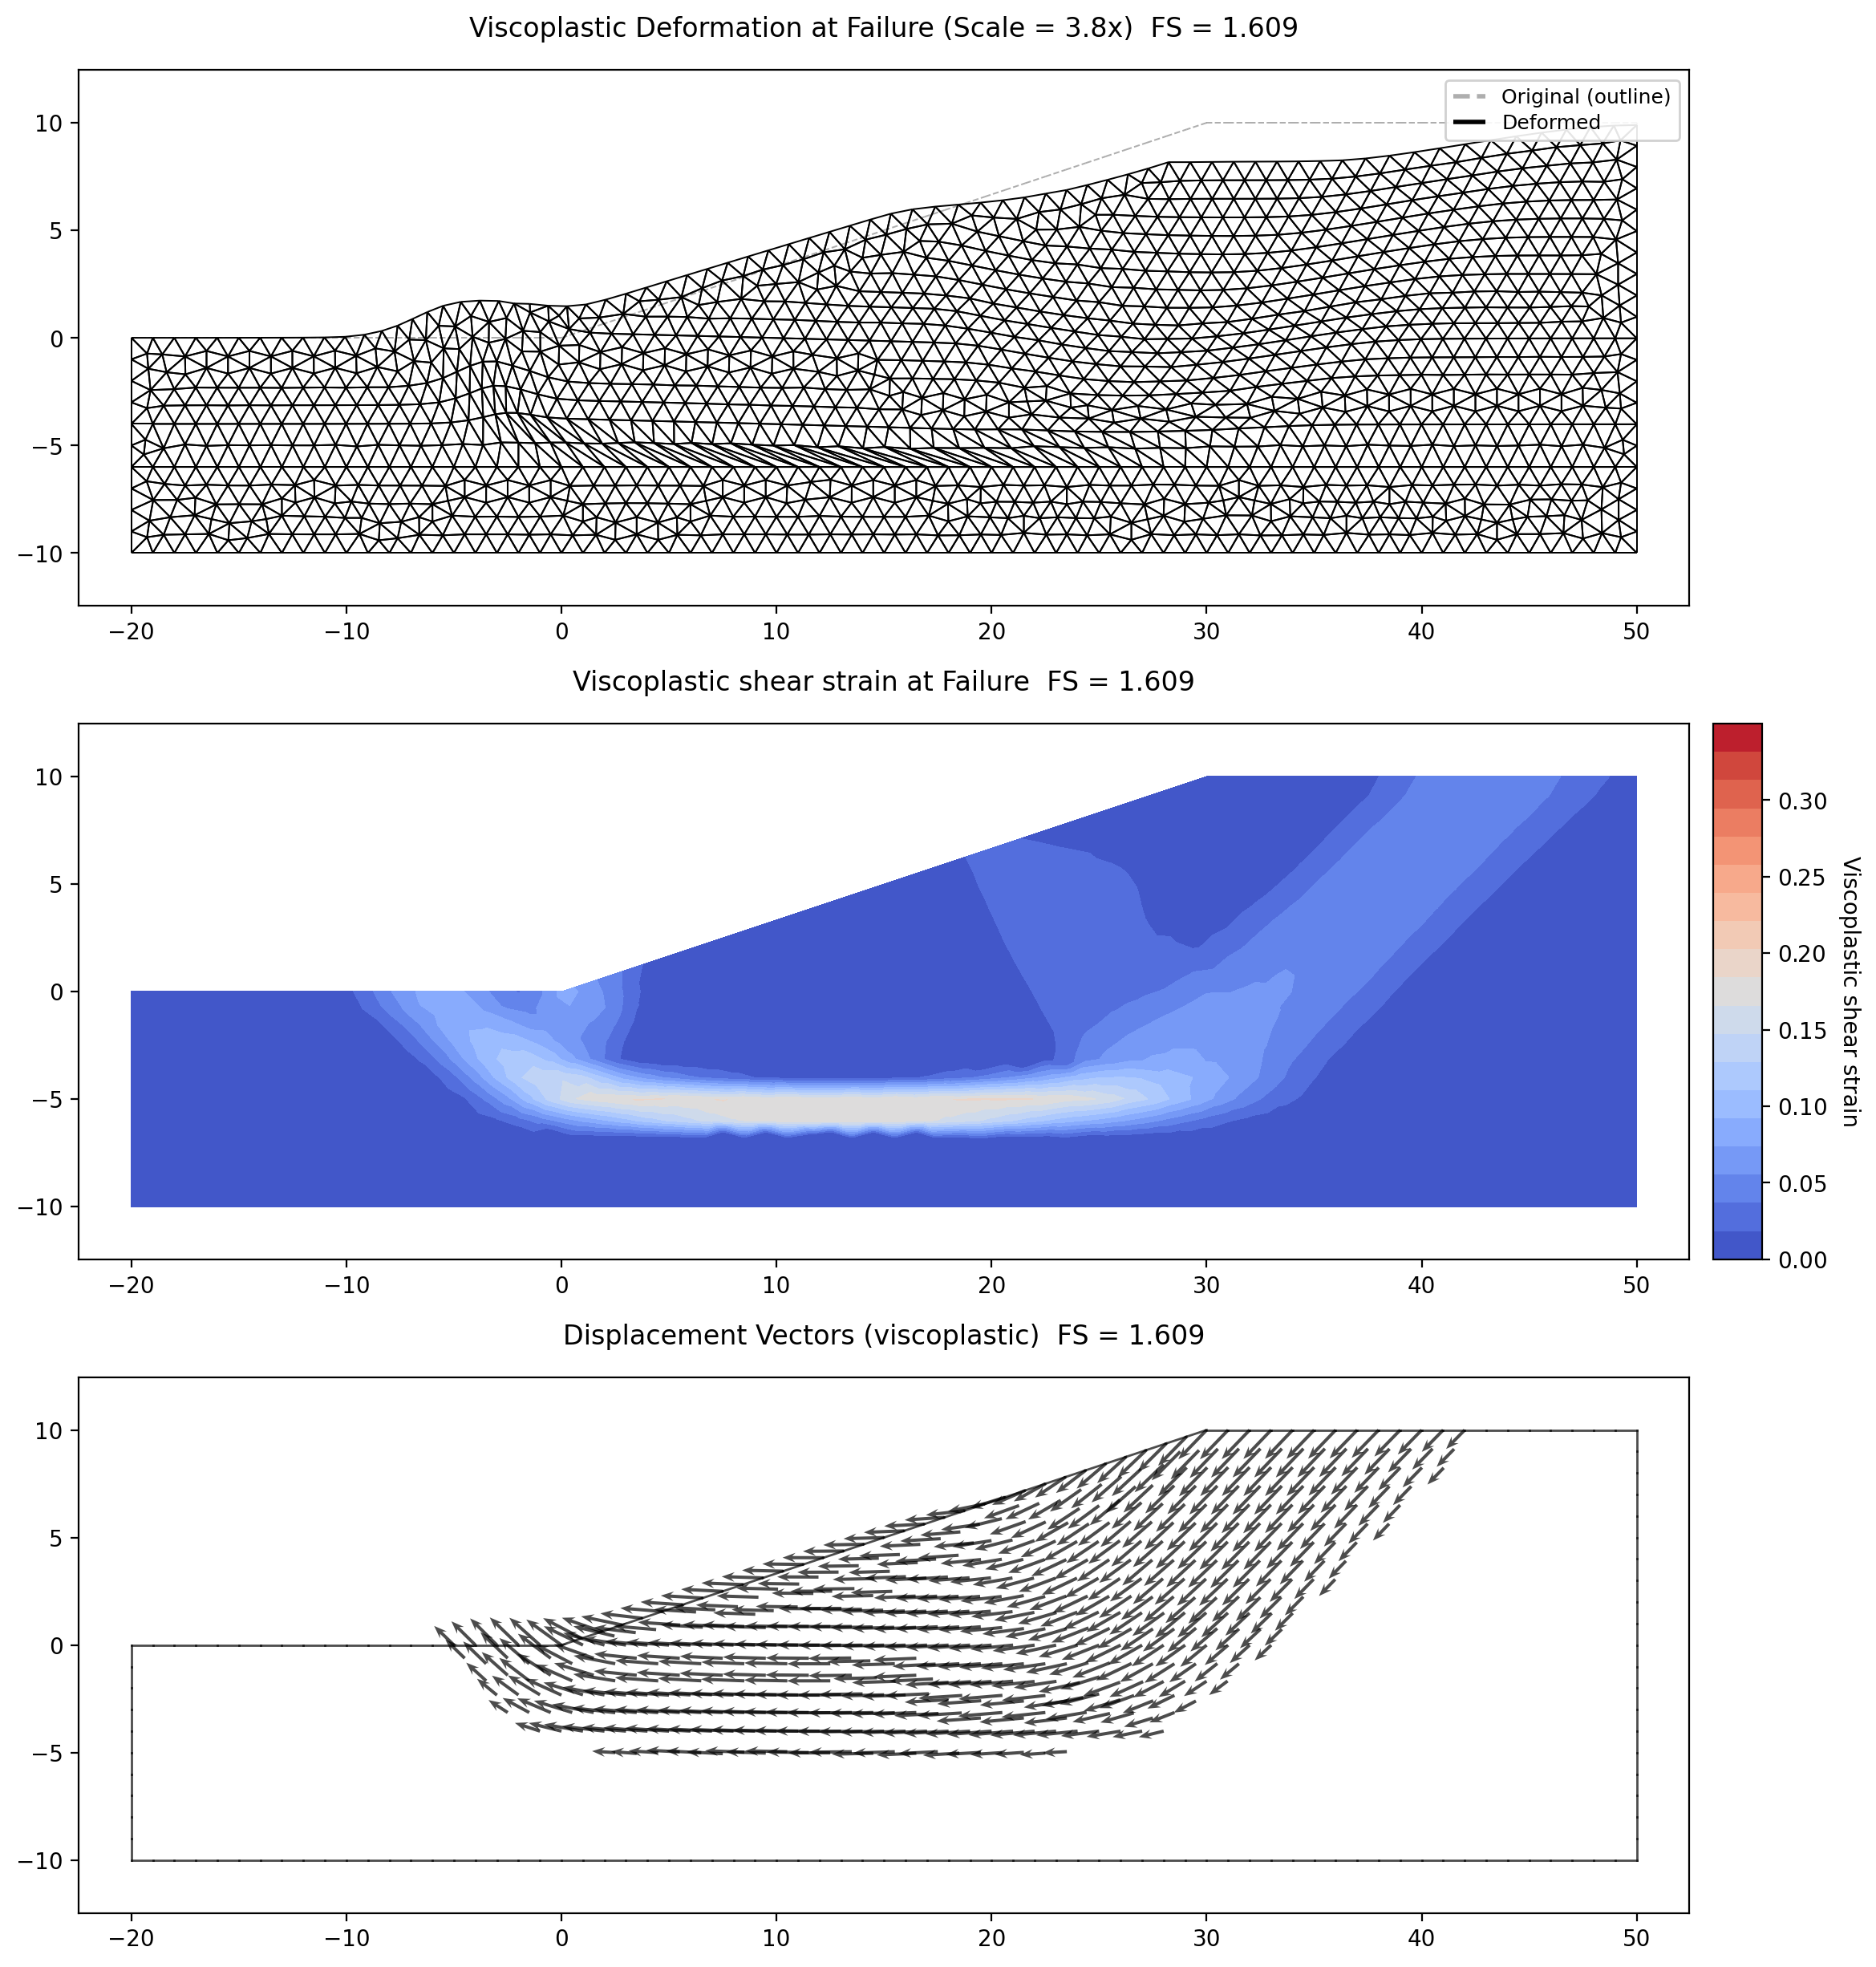 Viscoplastic Deformation at Failure (Scale = 3.8x)  FS = 1.609
Original (outline)
Deformed
10
5
0
−5
−10
−20 −10 0 10 20 30 40 50
Viscoplastic shear strain at Failure  FS = 1.609
10
5
0
−5
−10
−20 −10 0 10 20 30 40 50
0.30
0.25
0.20
0.15
0.10
0.05
0.00
Viscoplastic shear strain
Displacement Vectors (viscoplastic)  FS = 1.609
10
5
0
−5
−10
−20 −10 0 10 20 30 40 50